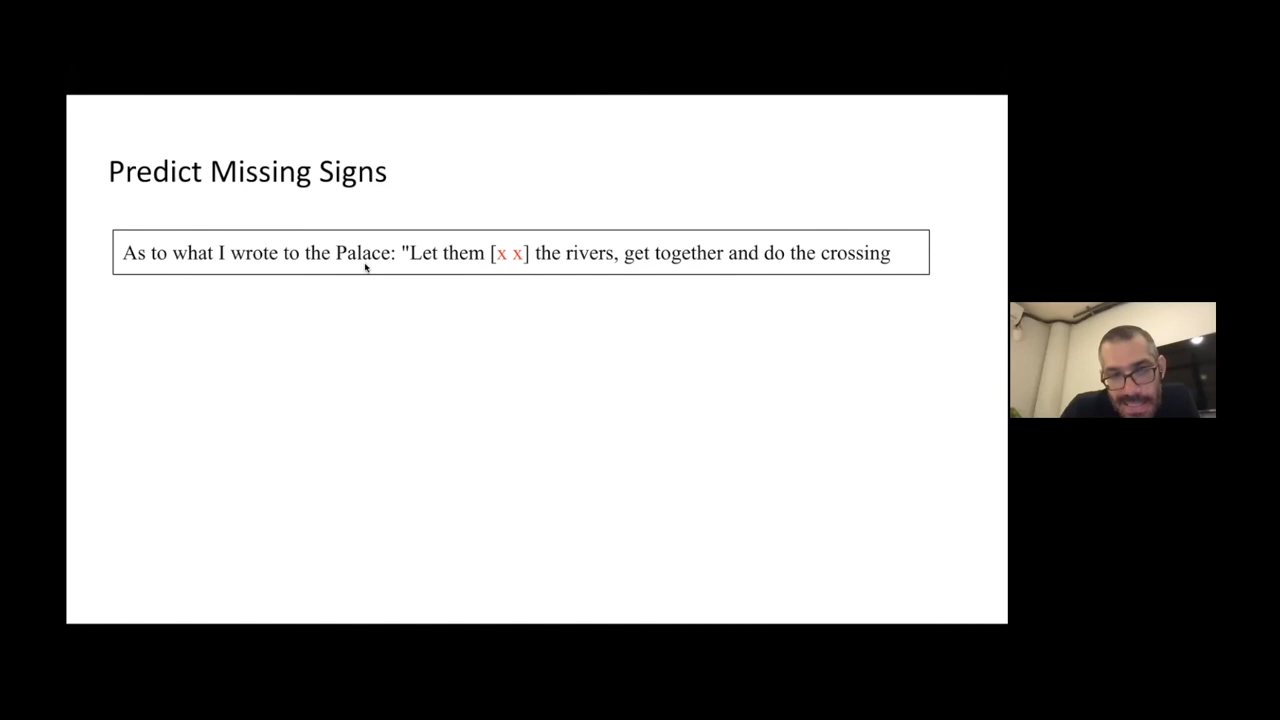 Predict Missing Signs
As to what I wrote to the Palace: "Let them [x x] the rivers, get together and do the crossing